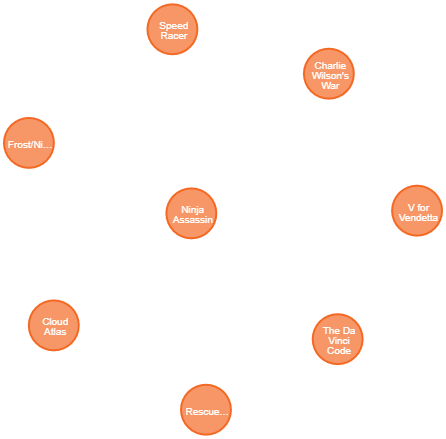 Speed
Racer
Charlie
Wilson's
War
Frost/Ni...
Ninja
Assassin
V for
Vendetta
Cloud
Atlas
The Da
Vinci
Code
Rescue...